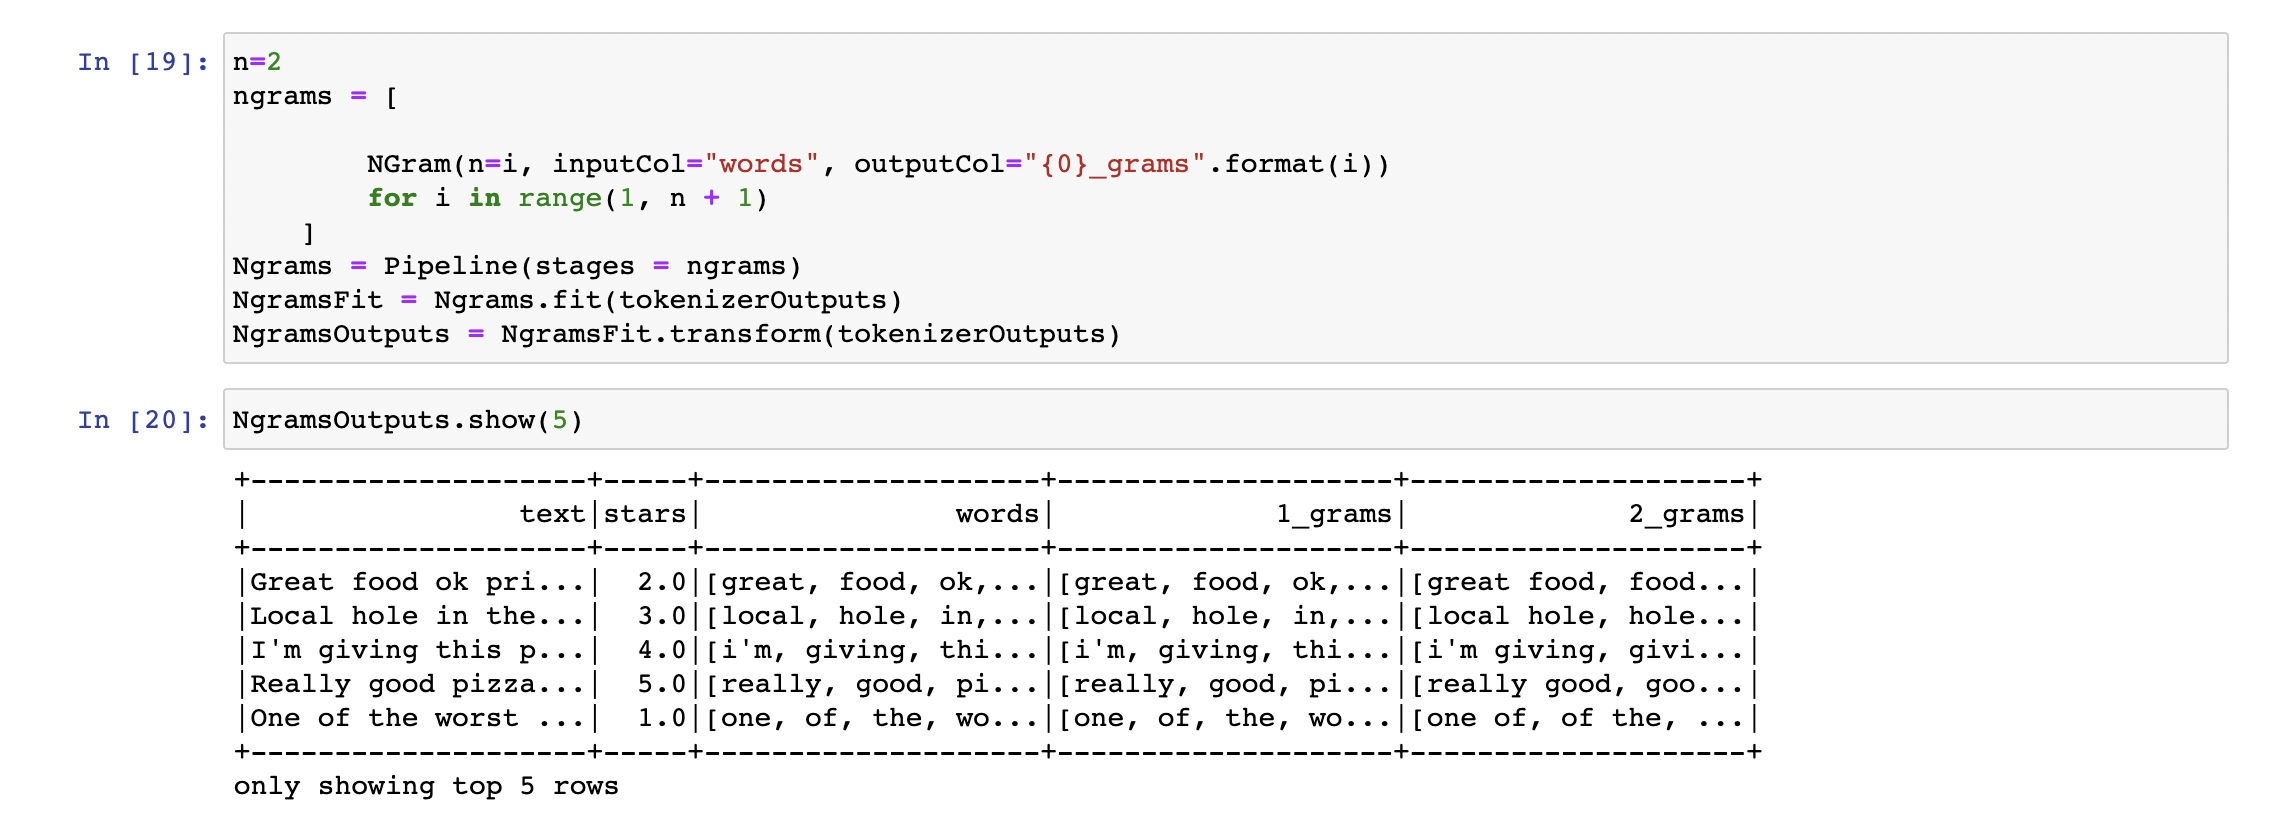 In [19]: n=2
ngrams = [
NGram(n=i, inputCol="words", outputCol="{0}_grams".format(i))
for i in range(1, n + 1)
]
Ngrams = Pipeline(stages = ngrams)
NgramsFit = Ngrams.fit(tokenizerOutputs)
NgramsOutputs = NgramsFit.transform(tokenizerOutputs)
In [20]: NgramsOutputs.show(5)
+--------------------+-----+--------------------+--------------------+--------------------+
|                text|stars|               words|             1_grams|             2_grams|
+--------------------+-----+--------------------+--------------------+--------------------+
|Great food ok pri...|  2.0|[great, food, ok,...|[great, food, ok,...|[great food, food...|
|Local hole in the...|  3.0|[local, hole, in,...|[local, hole, in,...|[local hole, hole...|
|I'm giving this p...|  4.0|[i'm, giving, thi...|[i'm, giving, thi...|[i'm giving, givi...|
|Really good pizza...|  5.0|[really, good, pi...|[really, good, pi...|[really good, goo...|
|One of the worst ...|  1.0|[one, of, the, wo...|[one, of, the, wo...|[one of, of the, ...|
+--------------------+-----+--------------------+--------------------+--------------------+
only showing top 5 rows